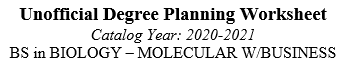 Unofficial Degree Planning Worksheet
Catalog Year: 2020-2021
BS in BIOLOGY – MOLECULAR W/BUSINESS